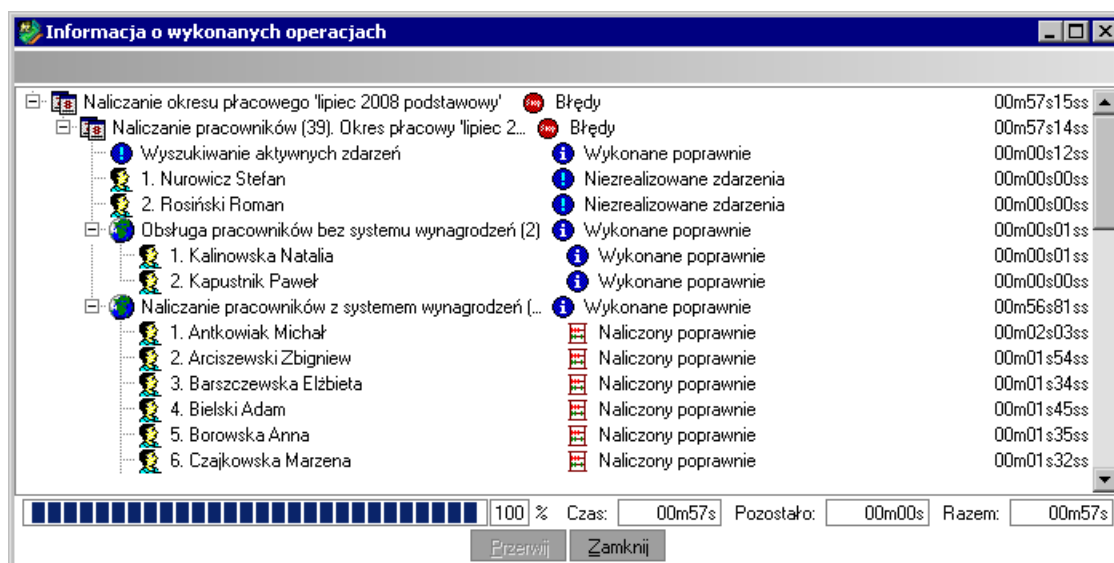 Informacja o wykonanych operacjach
Naliczanie okresu płacowego 'lipiec 2008 podstawowy' Błędy 00m57s15ss
Naliczanie pracowników (39). Okres płacowy 'lipiec 2... Błędy 00m57s14ss
Wyszukiwanie aktywnych zdarzeń Wykonane poprawnie 00m00s12ss
1. Nurowicz Stefan Niezrealizowane zdarzenia 00m00s00ss
2. Rosiński Roman Niezrealizowane zdarzenia 00m00s00ss
Obsługa pracowników bez systemu wynagrodzeń (2) Wykonane poprawnie 00m00s01ss
1. Kalinowska Natalia Wykonane poprawnie 00m00s01ss
2. Kapustnik Paweł Wykonane poprawnie 00m00s00ss
Naliczanie pracowników z systemem wynagrodzeń (... Wykonane poprawnie 00m56s81ss
1. Antkowiak Michał Naliczony poprawnie 00m02s03ss
2. Arciszewski Zbigniew Naliczony poprawnie 00m01s54ss
3. Barszczewska Elżbieta Naliczony poprawnie 00m01s34ss
4. Bielski Adam Naliczony poprawnie 00m01s45ss
5. Borowska Anna Naliczony poprawnie 00m01s35ss
6. Czajkowska Marzena Naliczony poprawnie 00m01s32ss
100 % Czas: 00m57s Pozostało: 00m00s Razem: 00m57s
Przerwij Zamknij